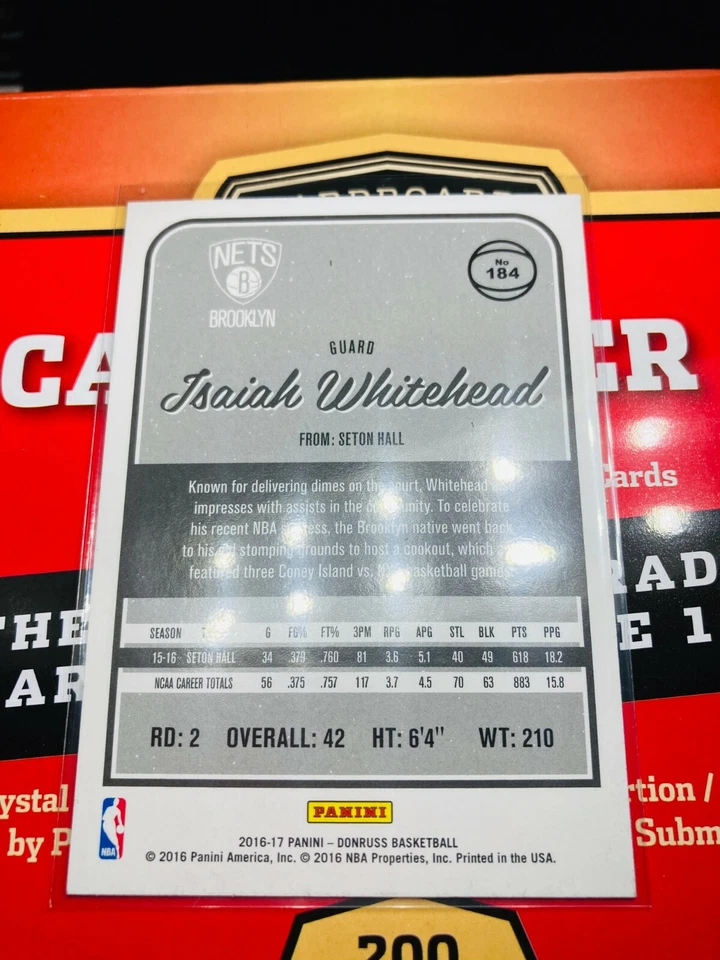 NETS
B
BROOKLYN
No
184
GUARD
Isaiah Whitehead
FROM: SETON HALL
Known for delivering dimes on the court, Whitehead
impresses with assists in the community. To celebrate
his recent NBA success, the Brooklyn native went back
to his old stomping grounds to host a cookout, which
featured three Coney Island vs. basketball games.
SEASON G FG% FT% 3PM RPG APG STL BLK PTS PPG
15-16 SETON HALL 34 .379 .760 81 3.6 5.1 40 49 618 18.2
NCAA CAREER TOTALS 56 .375 .757 117 3.7 4.5 70 63 883 15.8
RD: 2 OVERALL: 42 HT: 6'4" WT: 210
PANINI
NBA
2016-17 PANINI – DONRUSS BASKETBALL
© 2016 Panini America, Inc. © 2016 NBA Properties, Inc. Printed in the USA.
CA
ER
Cards
THE
RAD
AR
E 1
ystal
rtion /
by P
Subm
200